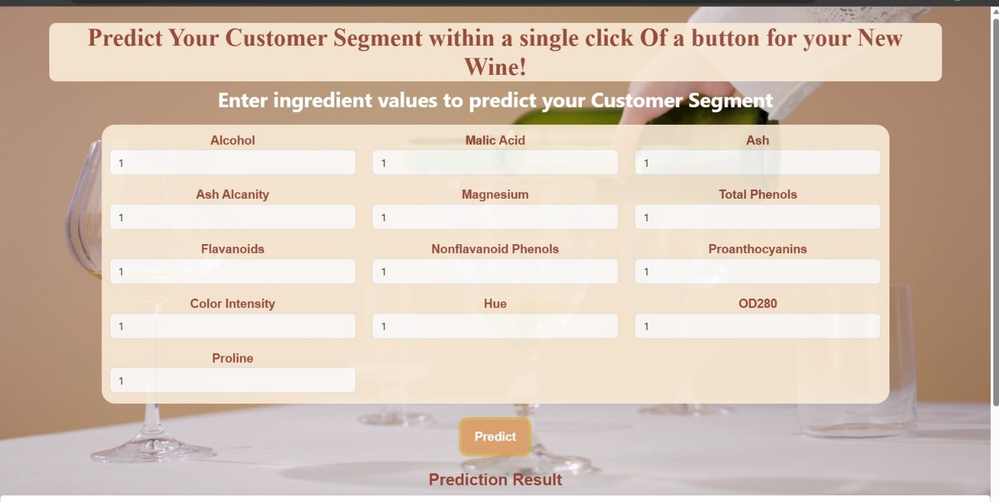 Predict Your Customer Segment within a single click Of a button for your New
Wine!
Enter ingredient values to predict your Customer Segment
Alcohol
Malic Acid
Ash
1
1
1
Ash Alcanity
Magnesium
Total Phenols
1
1
1
Flavanoids
Nonflavanoid Phenols
Proanthocyanins
1
1
1
Color Intensity
Hue
OD280
1
1
1
Proline
1
Predict
Prediction Result